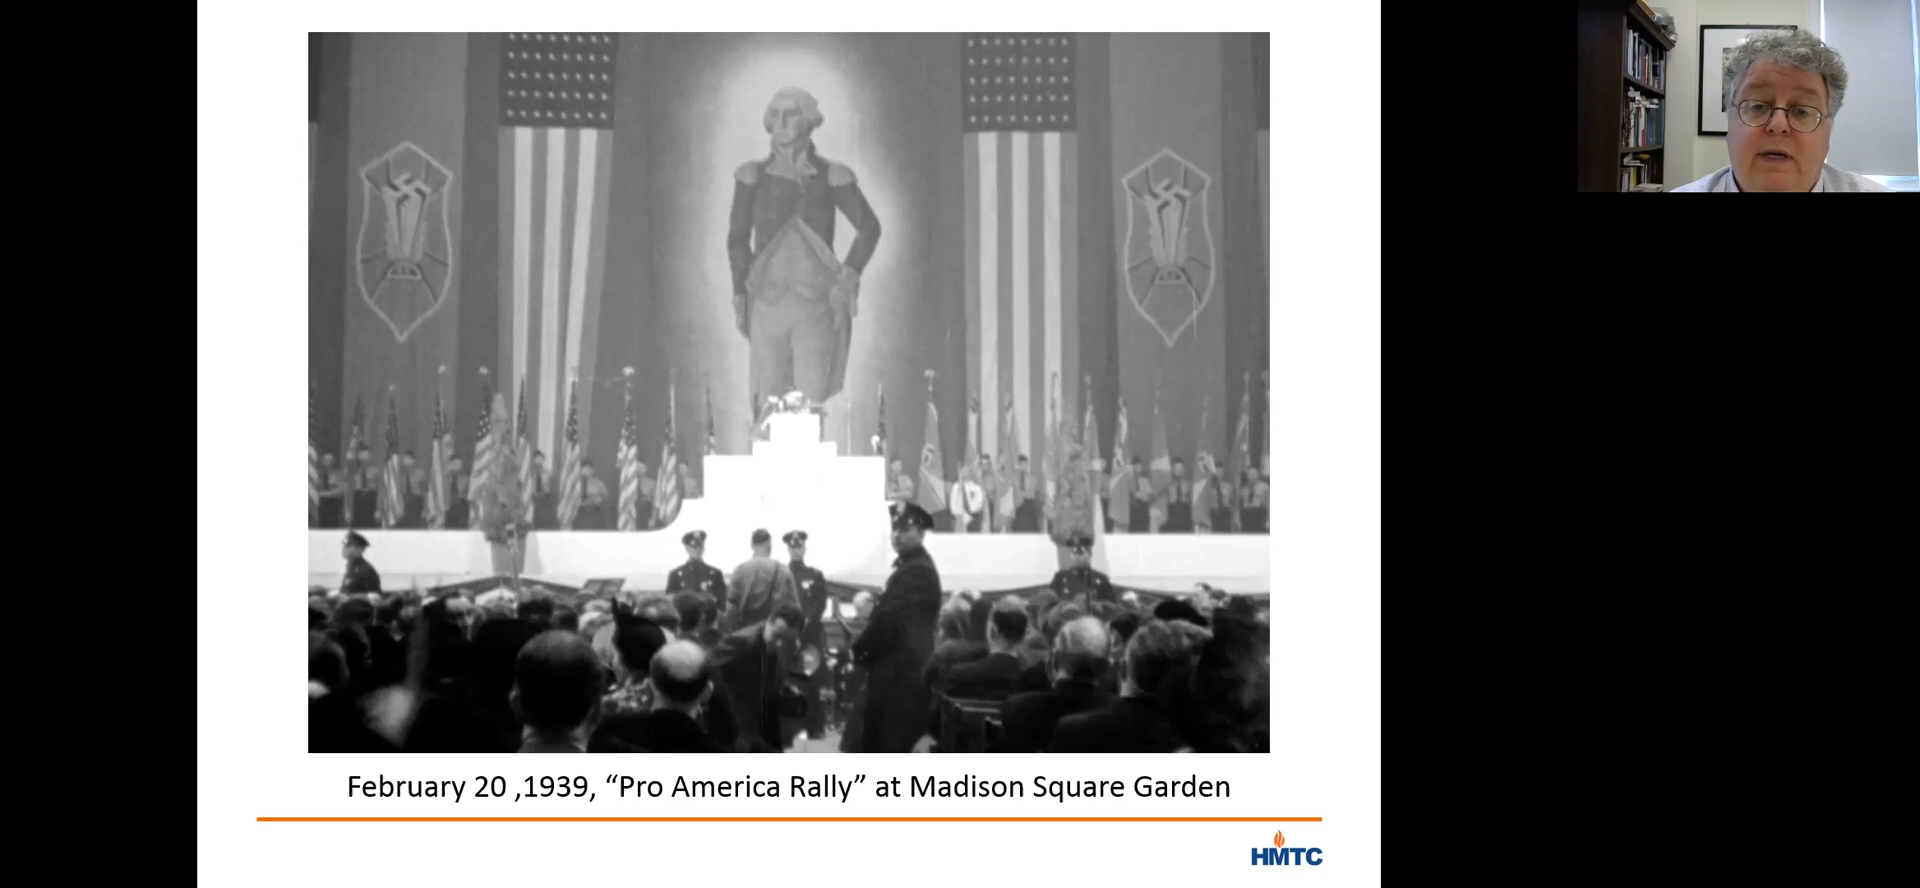 February 20 ,1939, “Pro America Rally” at Madison Square Garden
HMTC